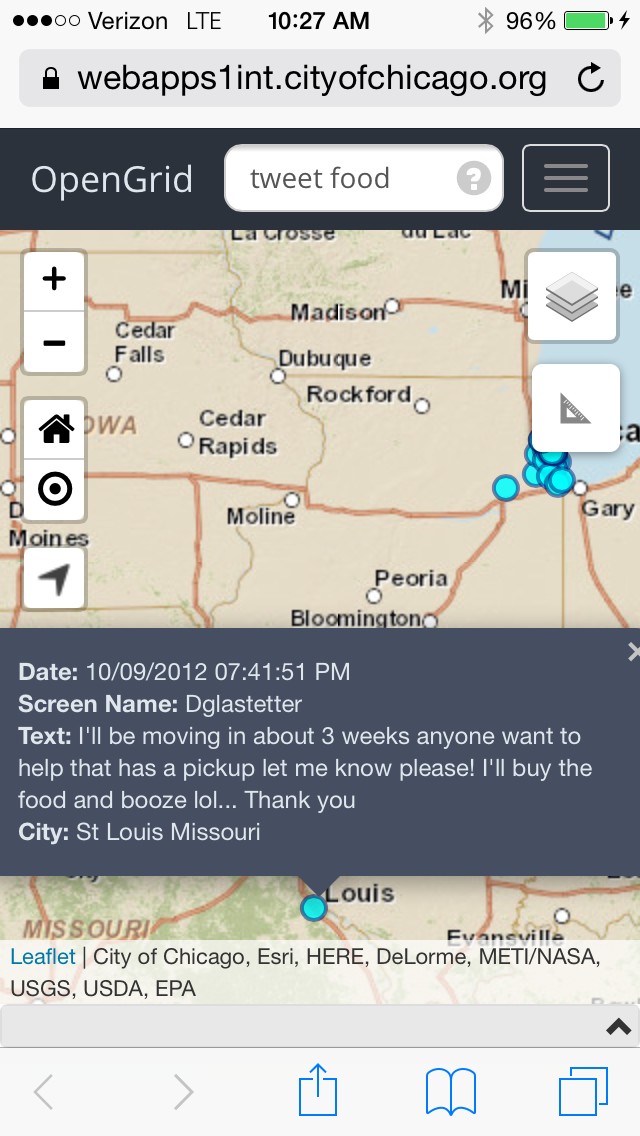 Verizon LTE 10:27 AM 96%
webapps1int.cityofchicago.org
OpenGrid tweet food ?
La Crosse du Lac
+
Madison Mi e
Cedar
Falls
−
Dubuque
Rockford
OWA
Cedar
Rapids
ca
Moline
Gary
D
Moines
Peoria
Bloomington
Date: 10/09/2012 07:41:51 PM
Screen Name: Dglastetter
Text: I'll be moving in about 3 weeks anyone want to
help that has a pickup let me know please! I'll buy the
food and booze lol... Thank you
City: St Louis Missouri
Louis
MISSOURI
Evansville
Leaflet | City of Chicago, Esri, HERE, DeLorme, METI/NASA,
USGS, USDA, EPA